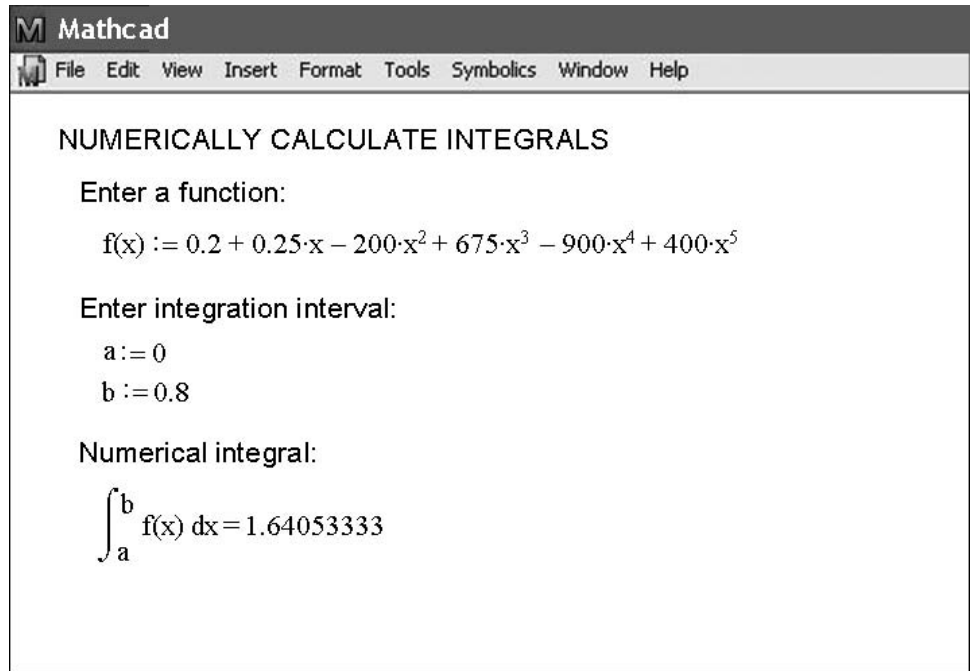 Mathcad
File Edit View Insert Format Tools Symbolics Window Help
NUMERICALLY CALCULATE INTEGRALS
Enter a function:
f(x) := 0.2 + 0.25·x − 200·x² + 675·x³ − 900·x⁴ + 400·x⁵
Enter integration interval:
a := 0
b := 0.8
Numerical integral:
∫ₐᵇ f(x) dx = 1.64053333